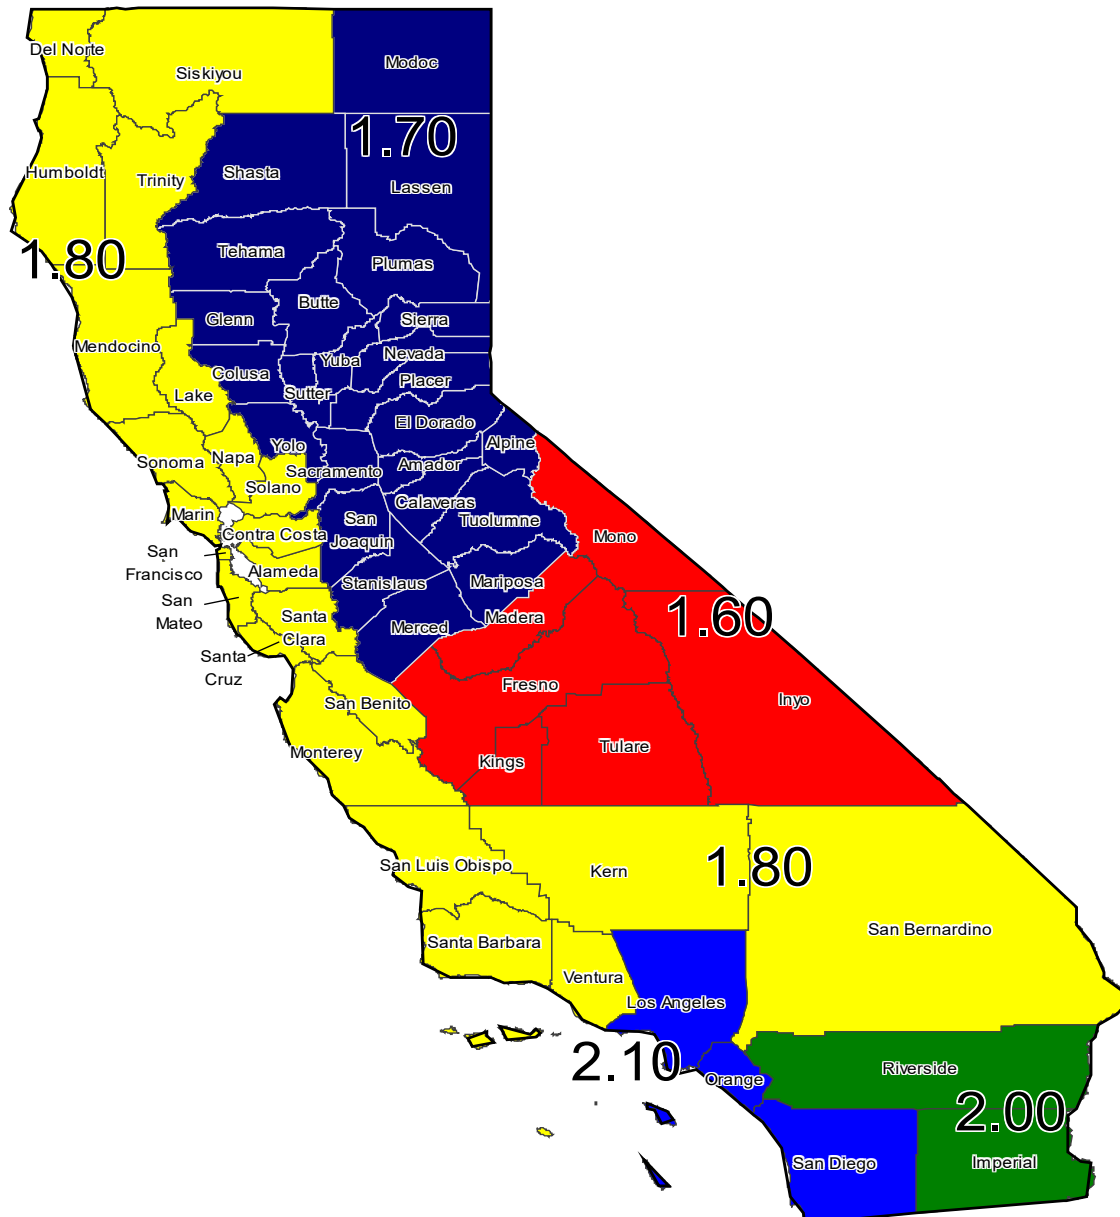 Del Norte
Siskiyou
Modoc
1.70
Humboldt
Trinity
Shasta
Lassen
1.80
Tehama
Plumas
Butte
Glenn
Sierra
Mendocino
Yuba
Nevada
Colusa
Placer
Lake
Sutter
El Dorado
Yolo
Alpine
Sonoma
Napa
Sacramento
Amador
Solano
Calaveras
Marin
San
Joaquin
Tuolumne
Contra Costa
Mono
San
Francisco
Alameda
Stanislaus
Mariposa
San
Mateo
Santa
Clara
Merced
Madera
1.60
Santa
Cruz
Fresno
Inyo
San Benito
Monterey
Kings
Tulare
San Luis Obispo
Kern
1.80
San Bernardino
Santa Barbara
Ventura
Los Angeles
2.10
Orange
Riverside
2.00
San Diego
Imperial